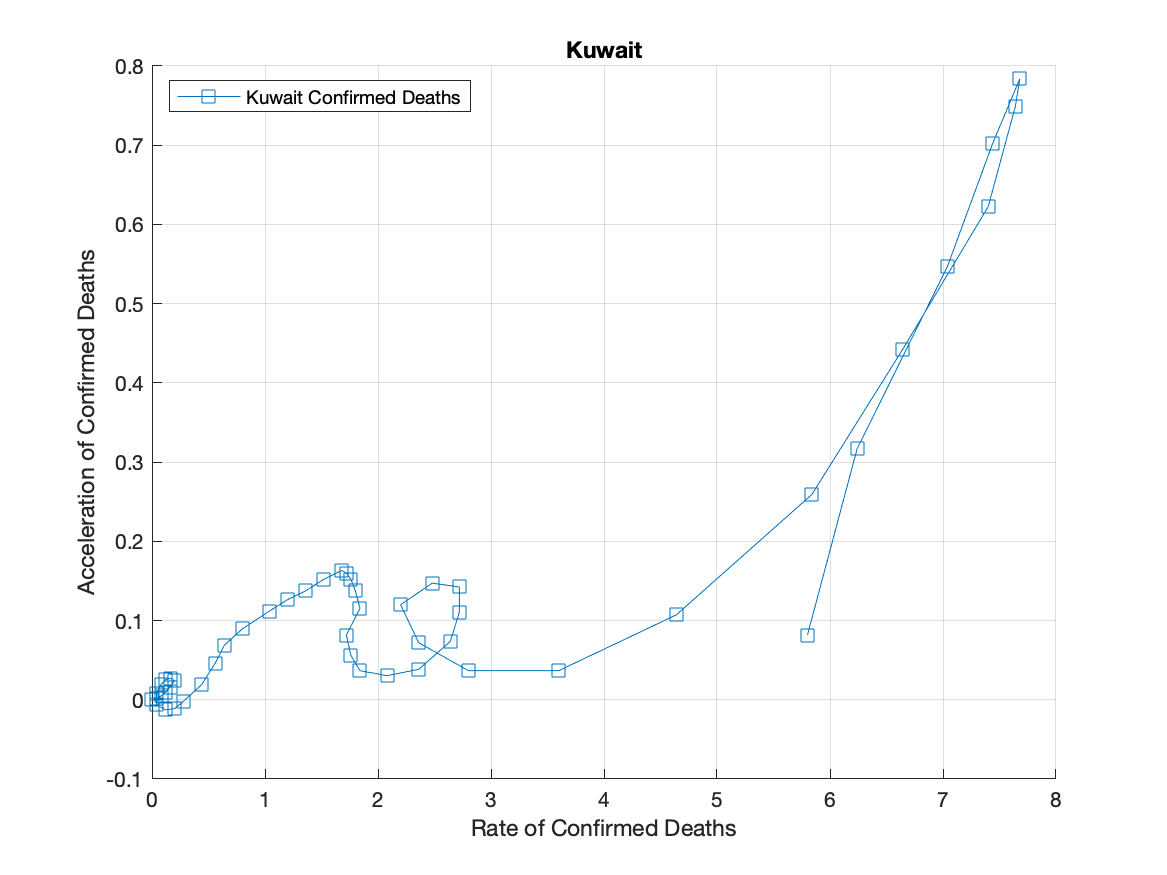 Kuwait
Kuwait Confirmed Deaths
Acceleration of Confirmed Deaths
0.8
0.7
0.6
0.5
0.4
0.3
0.2
0.1
0
-0.1
0 1 2 3 4 5 6 7 8
Rate of Confirmed Deaths